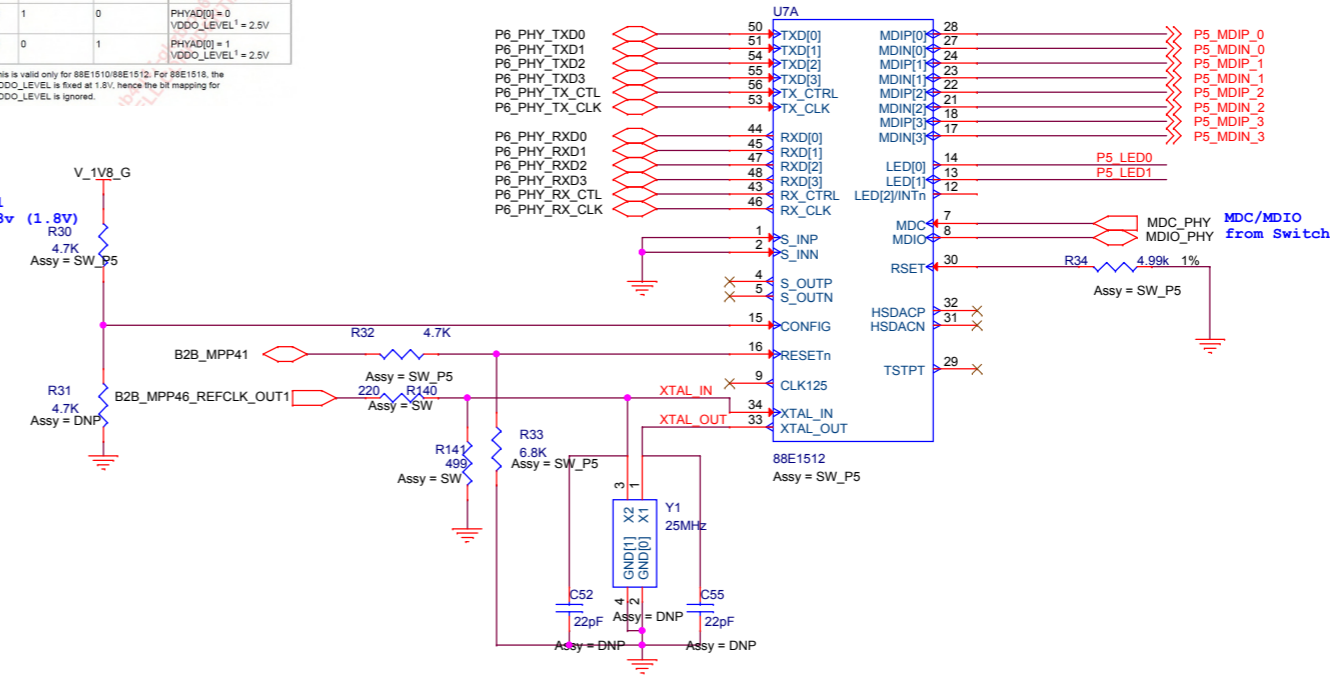 1 0 PHYAD[0] = 0
VDDO_LEVEL¹ = 2.5V
0 1 PHYAD[0] = 1
VDDO_LEVEL¹ = 2.5V
his is valid only for 88E1510/88E1512. For 88E1518, the
DDO_LEVEL is fixed at 1.8V, hence the bit mapping for
DDO_LEVEL is ignored.
V_1V8_G
(1.8V)
R30
4.7K
Assy = SW_P5
R31
4.7K
Assy = DNP
U7A
P6_PHY_TXD0 50 TXD[0]
P6_PHY_TXD1 51 TXD[1]
P6_PHY_TXD2 54 TXD[2]
P6_PHY_TXD3 55 TXD[3]
P6_PHY_TX_CTL 56 TX_CTRL
P6_PHY_TX_CLK 53 TX_CLK
P6_PHY_RXD0 44 RXD[0]
P6_PHY_RXD1 45 RXD[1]
P6_PHY_RXD2 47 RXD[2]
P6_PHY_RXD3 48 RXD[3]
P6_PHY_RX_CTL 43 RX_CTRL
P6_PHY_RX_CLK 46 RX_CLK
1 S_INP
2 S_INN
4 S_OUTP
5 S_OUTN
15 CONFIG
B2B_MPP41 R32 4.7K 16 RESETn
Assy = SW_P5
9 CLK125
B2B_MPP46_REFCLK_OUT1 220 R140 XTAL_IN 34 XTAL_IN
Assy = SW
XTAL_OUT 33 XTAL_OUT
MDIP[0] 28 P5_MDIP_0
MDIN[0] 27 P5_MDIN_0
MDIP[1] 24 P5_MDIP_1
MDIN[1] 23 P5_MDIN_1
MDIP[2] 22 P5_MDIP_2
MDIN[2] 21 P5_MDIN_2
MDIP[3] 18 P5_MDIP_3
MDIN[3] 17 P5_MDIN_3
LED[0] 14 P5_LED0
LED[1] 13 P5_LED1
LED[2]/INTn 12
MDC 7 MDC_PHY
MDIO 8 MDIO_PHY
MDC/MDIO
from Switch
RSET 30 R34 4.99k 1%
Assy = SW_P5
HSDACP 32
HSDACN 31
TSTPT 29
88E1512
Assy = SW_P5
R141
499
Assy = SW
R33
6.8K
Assy = SW_P5
3 1
X2 X1
Y1
25MHz
GND[1] GND[0]
4 2
Assy = DNP
C52
22pF
Assy = DNP
C55
22pF
Assy = DNP